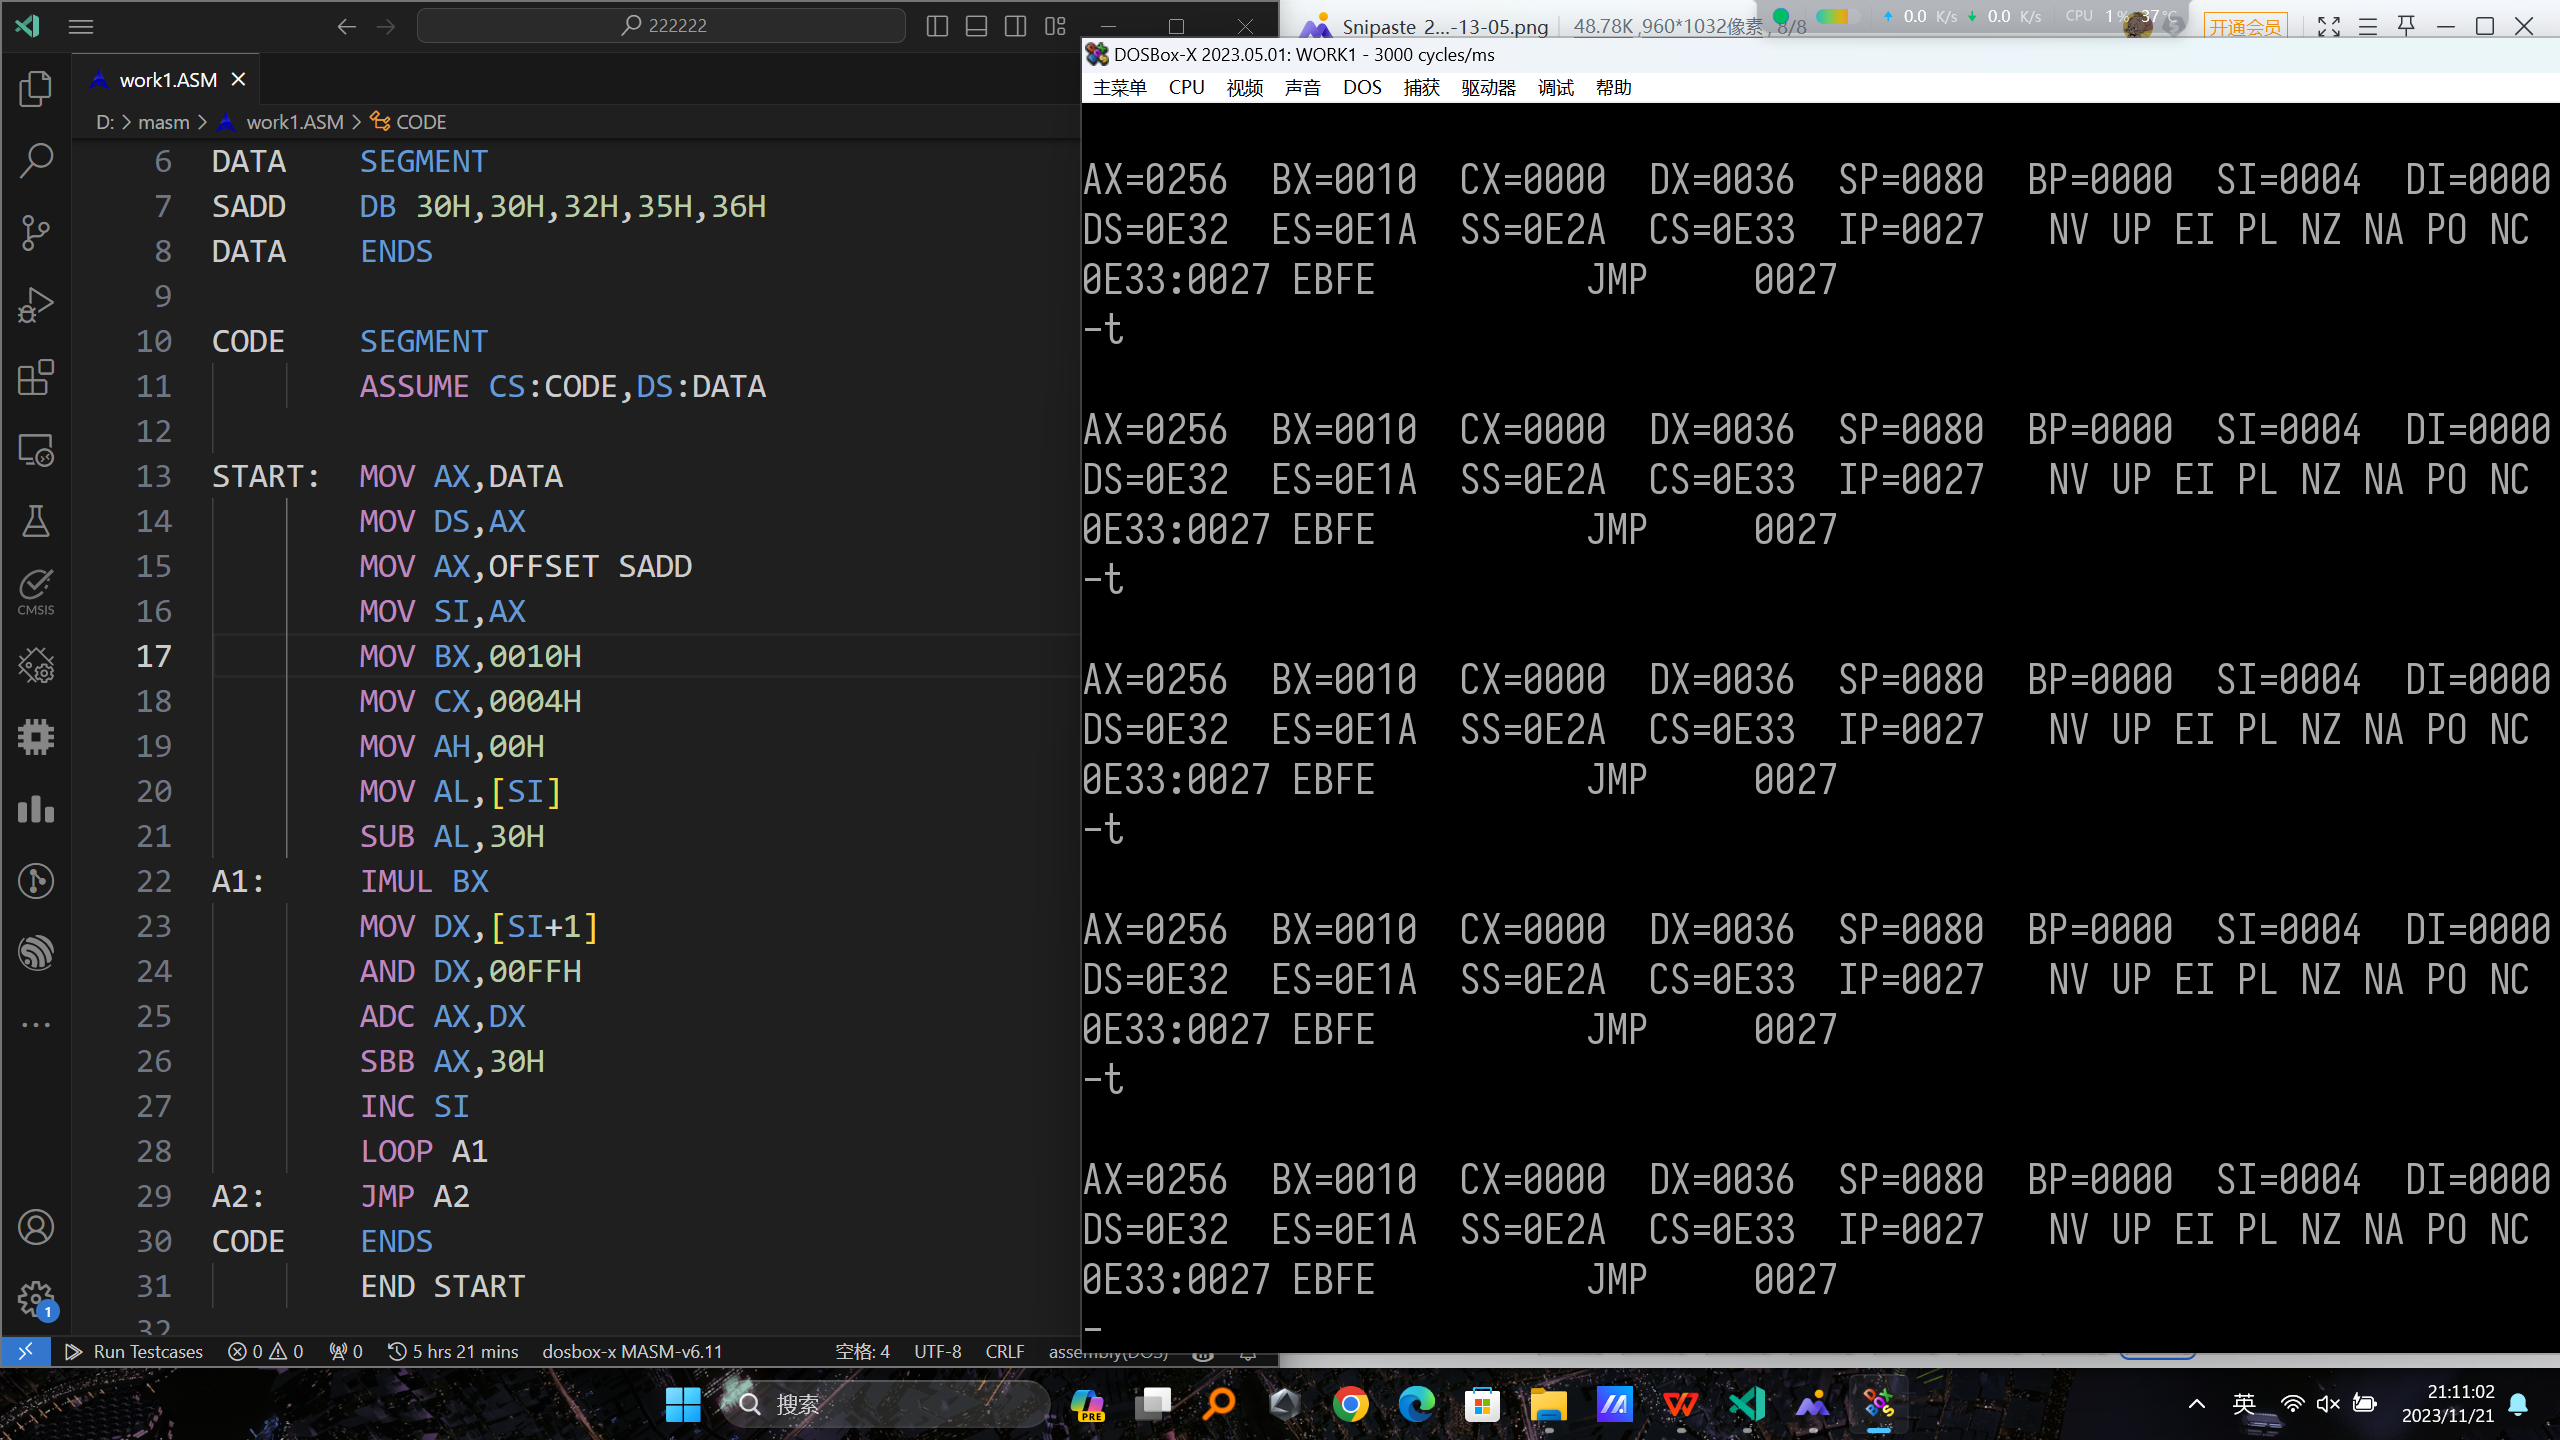 222222
Snipaste 2...-13-05.png
48.78K ,960*1032像素 , 8/8
0.0 K/s
0.0 K/s
CPU 1%
37°C
开通会员
work1.ASM
D: > masm > work1.ASM > CODE
6 DATA SEGMENT
7 SADD DB 30H,30H,32H,35H,36H
8 DATA ENDS
9
10 CODE SEGMENT
11 ASSUME CS:CODE,DS:DATA
12
13 START: MOV AX,DATA
14 MOV DS,AX
15 MOV AX,OFFSET SADD
16 MOV SI,AX
17 MOV BX,0010H
18 MOV CX,0004H
19 MOV AH,00H
20 MOV AL,[SI]
21 SUB AL,30H
22 A1: IMUL BX
23 MOV DX,[SI+1]
24 AND DX,00FFH
25 ADC AX,DX
26 SBB AX,30H
27 INC SI
28 LOOP A1
29 A2: JMP A2
30 CODE ENDS
31 END START
32
CMSIS
1
Run Testcases
0 0
0
5 hrs 21 mins
dosbox-x MASM-v6.11
空格: 4
UTF-8
CRLF
assembly(DOS)
DOSBox-X 2023.05.01: WORK1 - 3000 cycles/ms
主菜单 CPU 视频 声音 DOS 捕获 驱动器 调试 帮助
AX=0256 BX=0010 CX=0000 DX=0036 SP=0080 BP=0000 SI=0004 DI=0000
DS=0E32 ES=0E1A SS=0E2A CS=0E33 IP=0027 NV UP EI PL NZ NA PO NC
0E33:0027 EBFE JMP 0027
-t
AX=0256 BX=0010 CX=0000 DX=0036 SP=0080 BP=0000 SI=0004 DI=0000
DS=0E32 ES=0E1A SS=0E2A CS=0E33 IP=0027 NV UP EI PL NZ NA PO NC
0E33:0027 EBFE JMP 0027
-t
AX=0256 BX=0010 CX=0000 DX=0036 SP=0080 BP=0000 SI=0004 DI=0000
DS=0E32 ES=0E1A SS=0E2A CS=0E33 IP=0027 NV UP EI PL NZ NA PO NC
0E33:0027 EBFE JMP 0027
-t
AX=0256 BX=0010 CX=0000 DX=0036 SP=0080 BP=0000 SI=0004 DI=0000
DS=0E32 ES=0E1A SS=0E2A CS=0E33 IP=0027 NV UP EI PL NZ NA PO NC
0E33:0027 EBFE JMP 0027
-t
AX=0256 BX=0010 CX=0000 DX=0036 SP=0080 BP=0000 SI=0004 DI=0000
DS=0E32 ES=0E1A SS=0E2A CS=0E33 IP=0027 NV UP EI PL NZ NA PO NC
0E33:0027 EBFE JMP 0027
-
搜索
PRE
英
21:11:02
2023/11/21